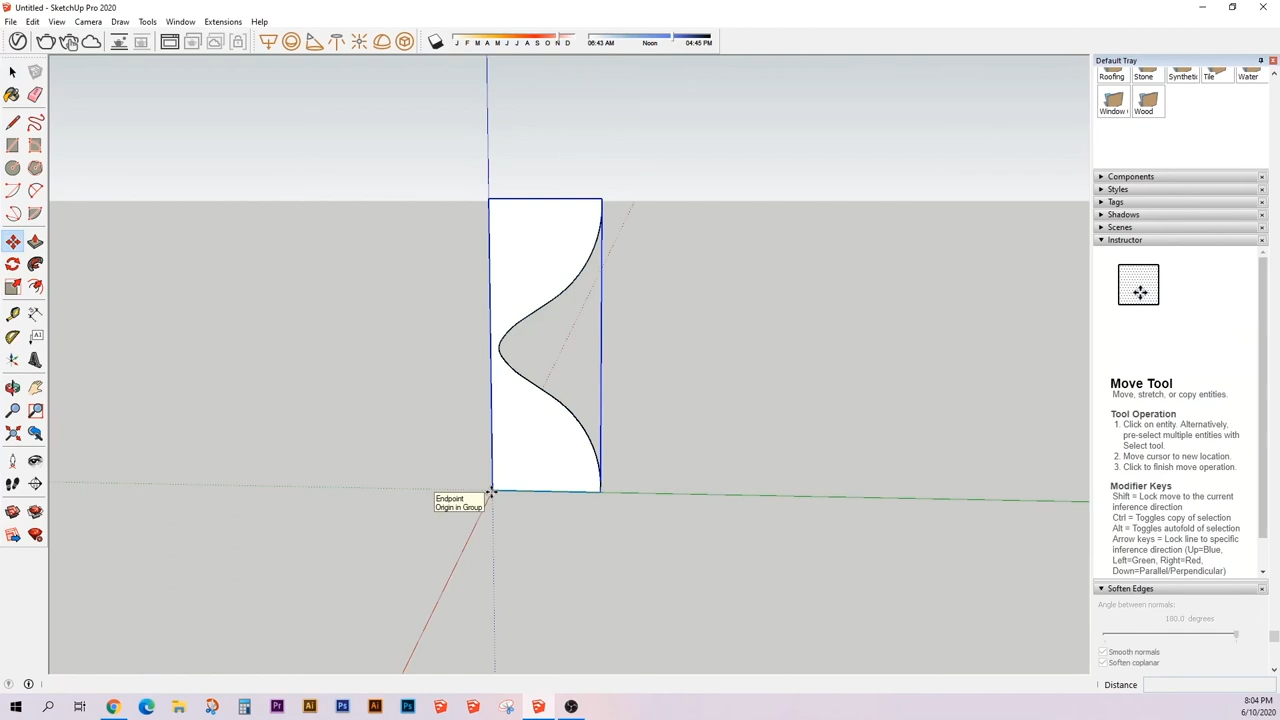 Untitled - SketchUp Pro 2020
File Edit View Camera Draw Tools Window Extensions Help
J F M A M J J A S O N D 06:43 AM Noon 04:45 PM
Default Tray
Roofing Stone Synthetic Tile Water
Window Wood
Components
Styles
Tags
Shadows
Scenes
Instructor
Move Tool
Move, stretch, or copy entities.
Tool Operation
1. Click on entity. Alternatively,
pre-select multiple entities with
Select tool.
2. Move cursor to new location.
3. Click to finish move operation.
Modifier Keys
Shift = Lock move to the current
inference direction
Ctrl = Toggles copy of selection
Alt = Toggles autofold of selection
Arrow keys = Lock line to specific
inference direction (Up=Blue,
Left=Green, Right=Red,
Down=Parallel/Perpendicular)
Endpoint
Origin in Group
Soften Edges
Angle between normals:
180.0 degrees
Smooth normals
Soften coplanar
Distance
8:04 PM
6/10/2020